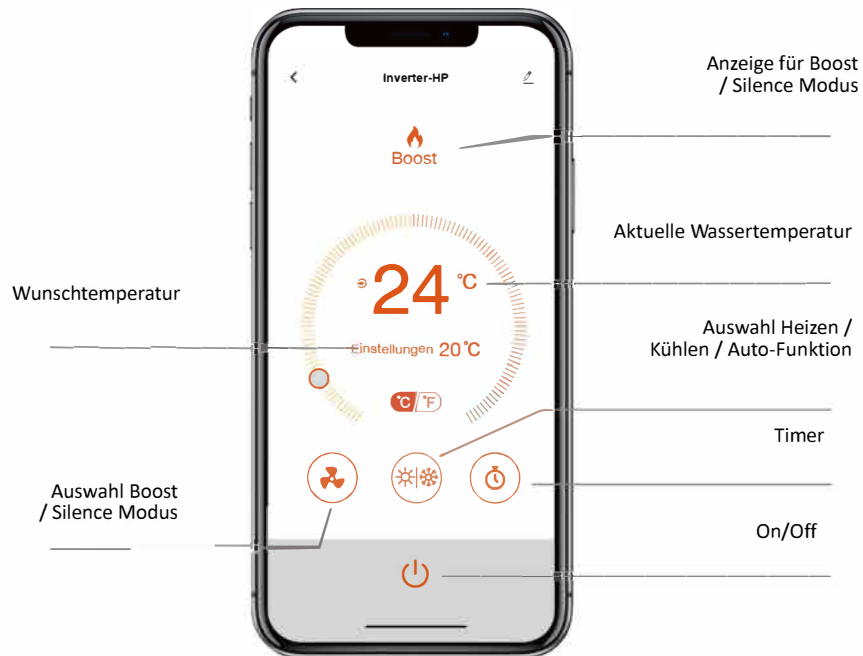 Inverter-HP
Anzeige für Boost
/ Silence Modus
Boost
Aktuelle Wassertemperatur
24 °C
Wunschtemperatur
Einstellungen 20 °C
Auswahl Heizen /
Kühlen / Auto-Funktion
°C/°F
Timer
Auswahl Boost
/ Silence Modus
On/Off